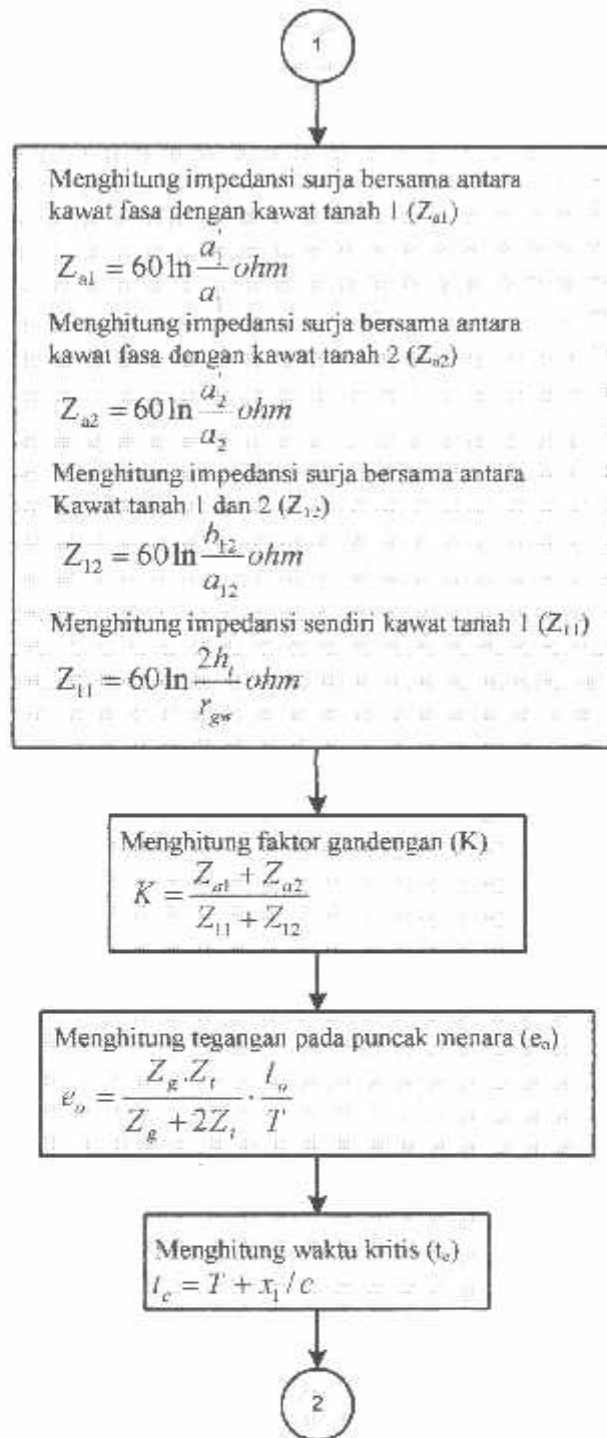 1
Menghitung impedansi surja bersama antara
kawat fasa dengan kawat tanah 1 (Z_a1)
Z_a1 = 60 ln a'_1 / a_1 ohm
Menghitung impedansi surja bersama antara
kawat fasa dengan kawat tanah 2 (Z_a2)
Z_a2 = 60 ln a'_2 / a_2 ohm
Menghitung impedansi surja bersama antara
Kawat tanah 1 dan 2 (Z_12)
Z_12 = 60 ln b_12 / a_12 ohm
Menghitung impedansi sendiri kawat tanah 1 (Z_11)
Z_11 = 60 ln 2h_t / r_gw ohm
Menghitung faktor gandengan (K)
K = (Z_a1 + Z_a2) / (Z_11 + Z_12)
Menghitung tegangan pada puncak menara (e_o)
e_o = (Z_g . Z_t) / (Z_g + 2Z_t) · I_o / T
Menghitung waktu kritis (t_c)
t_c = T + x_1 / c
2